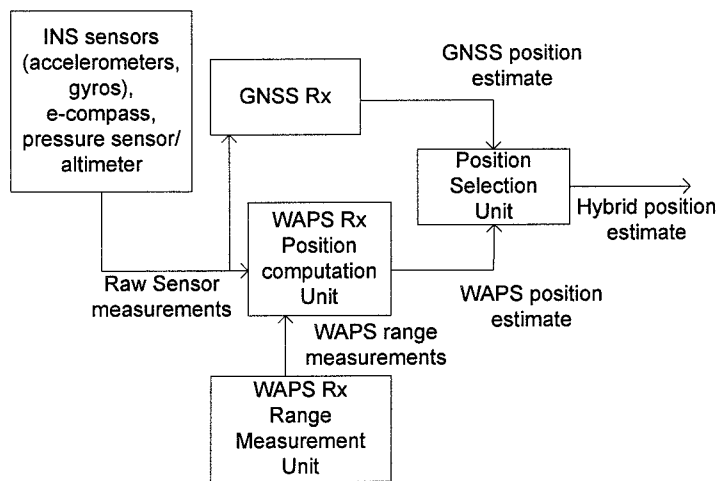 INS sensors
(accelerometers,
gyros),
e-compass,
pressure sensor/
altimeter
GNSS Rx
GNSS position
estimate
Position
Selection
Unit
Hybrid position
estimate
WAPS Rx
Position
computation
Unit
Raw Sensor
measurements
WAPS position
estimate
WAPS range
measurements
WAPS Rx
Range
Measurement
Unit